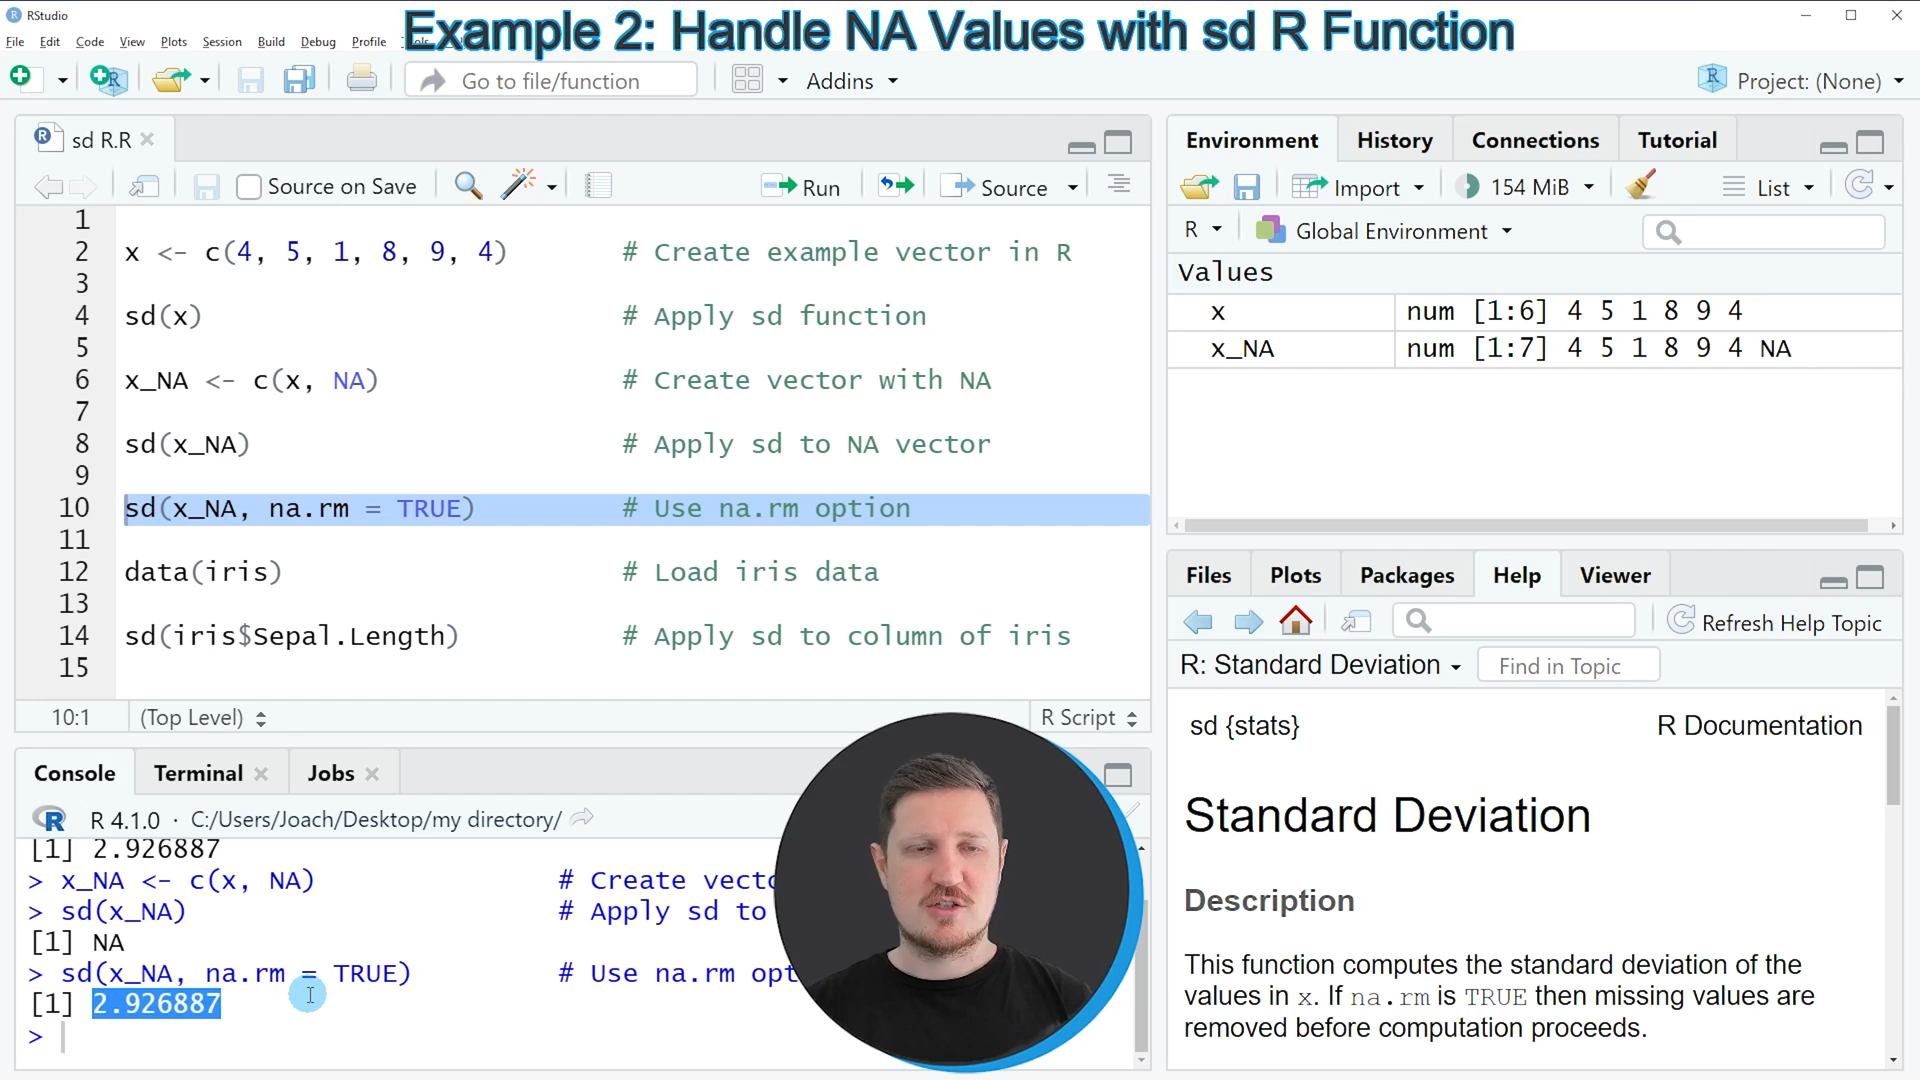 RStudio
Example 2: Handle NA Values with sd R Function
File Edit Code View Plots Session Build Debug Profile
Go to file/function Addins Project: (None)
sd R.R
Source on Save Run Source
1
2 x <- c(4, 5, 1, 8, 9, 4) # Create example vector in R
3
4 sd(x) # Apply sd function
5
6 x_NA <- c(x, NA) # Create vector with NA
7
8 sd(x_NA) # Apply sd to NA vector
9
10 sd(x_NA, na.rm = TRUE) # Use na.rm option
11
12 data(iris) # Load iris data
13
14 sd(iris$Sepal.Length) # Apply sd to column of iris
15
10:1 (Top Level) R Script
Console Terminal Jobs
R 4.1.0 · C:/Users/Joach/Desktop/my directory/
[1] 2.926887
> x_NA <- c(x, NA) # Create vecto
> sd(x_NA) # Apply sd to
[1] NA
> sd(x_NA, na.rm = TRUE) # Use na.rm opt
[1] 2.926887
>
Environment History Connections Tutorial
Import 154 MiB List
R Global Environment
Values
x num [1:6] 4 5 1 8 9 4
x_NA num [1:7] 4 5 1 8 9 4 NA
Files Plots Packages Help Viewer
Refresh Help Topic
R: Standard Deviation Find in Topic
sd {stats} R Documentation
Standard Deviation
Description
This function computes the standard deviation of the
values in x. If na.rm is TRUE then missing values are
removed before computation proceeds.